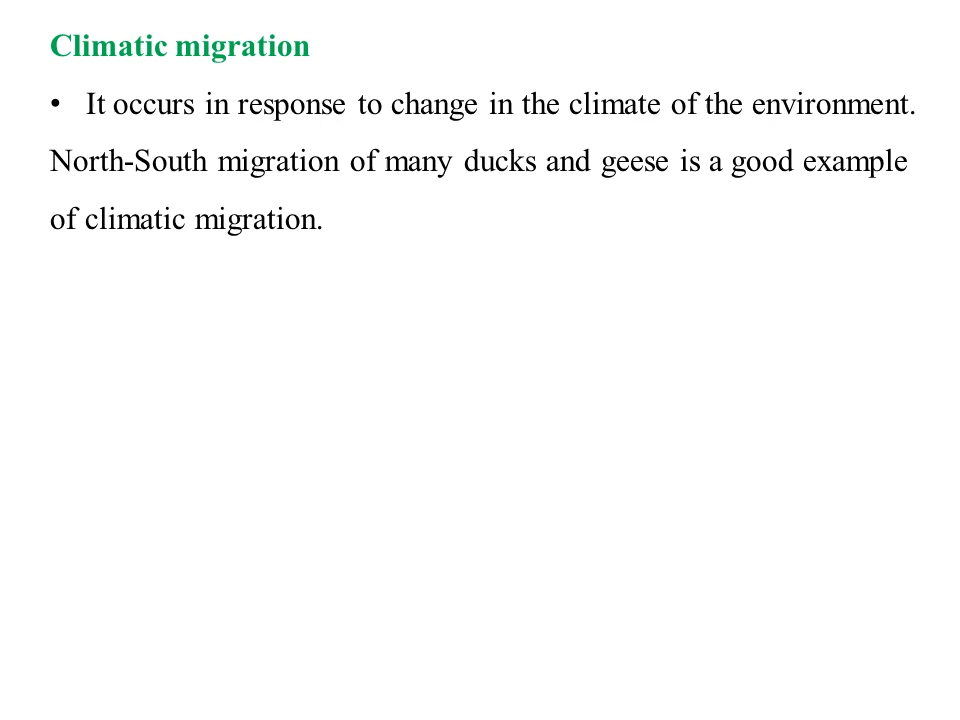 Climatic migration
• It occurs in response to change in the climate of the environment.
North-South migration of many ducks and geese is a good example
of climatic migration.